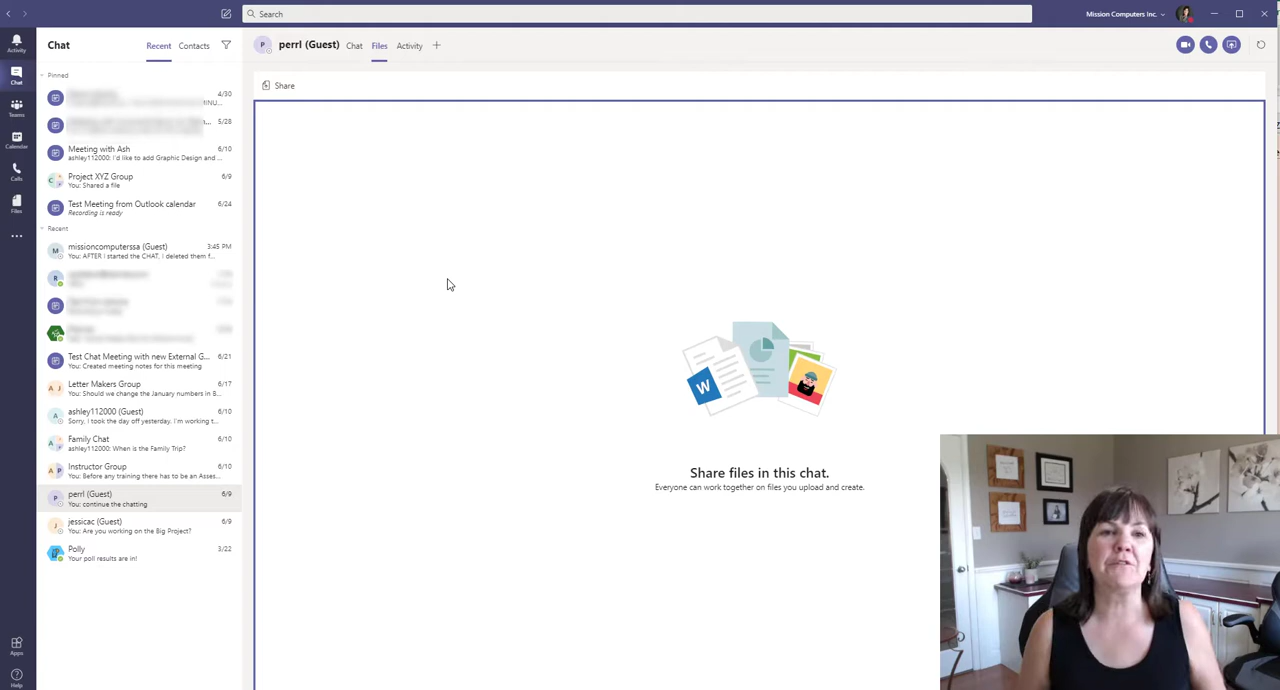 Search
Mission Computers Inc.
Activity
Chat
Teams
Calendar
Calls
Files
Apps
Help
Chat
Recent
Contacts
Pinned
4/30
5/28
Meeting with Ash 6/10
ashley112000: I'd like to add Graphic Design and ...
Project XYZ Group 6/9
You: Shared a file
Test Meeting from Outlook calendar 6/24
Recording is ready
Recent
missioncomputerssa (Guest) 3:45 PM
You: AFTER I started the CHAT, I deleted them f...
Test Chat Meeting with new External G... 6/21
You: Created meeting notes for this meeting
Letter Makers Group 6/17
You: Should we change the January numbers in B...
ashley112000 (Guest) 6/10
Sorry, I took the day off yesterday. I'm working t...
Family Chat 6/10
ashley112000: When is the Family Trip?
Instructor Group 6/10
You: Before any training there has to be an Asses...
perrl (Guest) 6/9
You: continue the chatting
jessicac (Guest) 6/9
You: Are you working on the Big Project?
Polly 3/22
Your poll results are in!
P perrl (Guest) Chat Files Activity
Share
W
Share files in this chat.
Everyone can work together on files you upload and create.